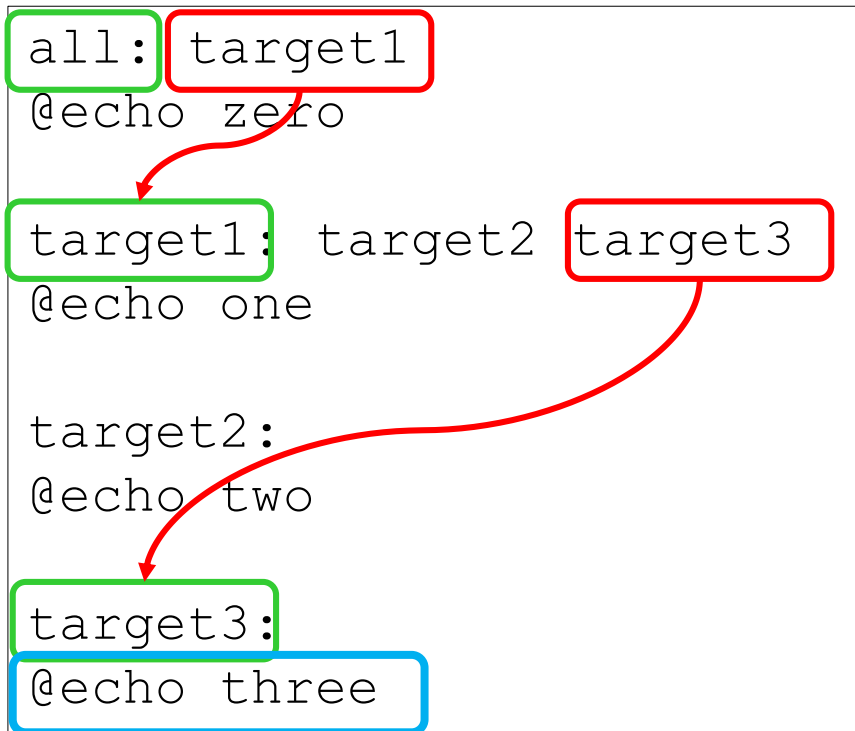 all: target1
@echo zero
target1: target2 target3
@echo one
target2:
@echo two
target3:
@echo three